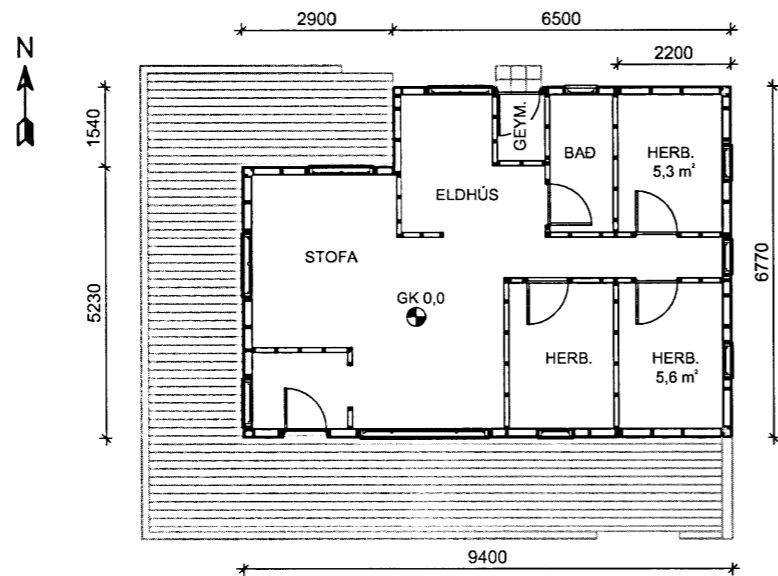 2900
6500
N
2200
1540
GEYM.
BAÐ
HERB.
5,3 m²
ELDHÚS
STOFA
6770
5230
GK 0,0
HERB.
HERB.
5,6 m²
9400